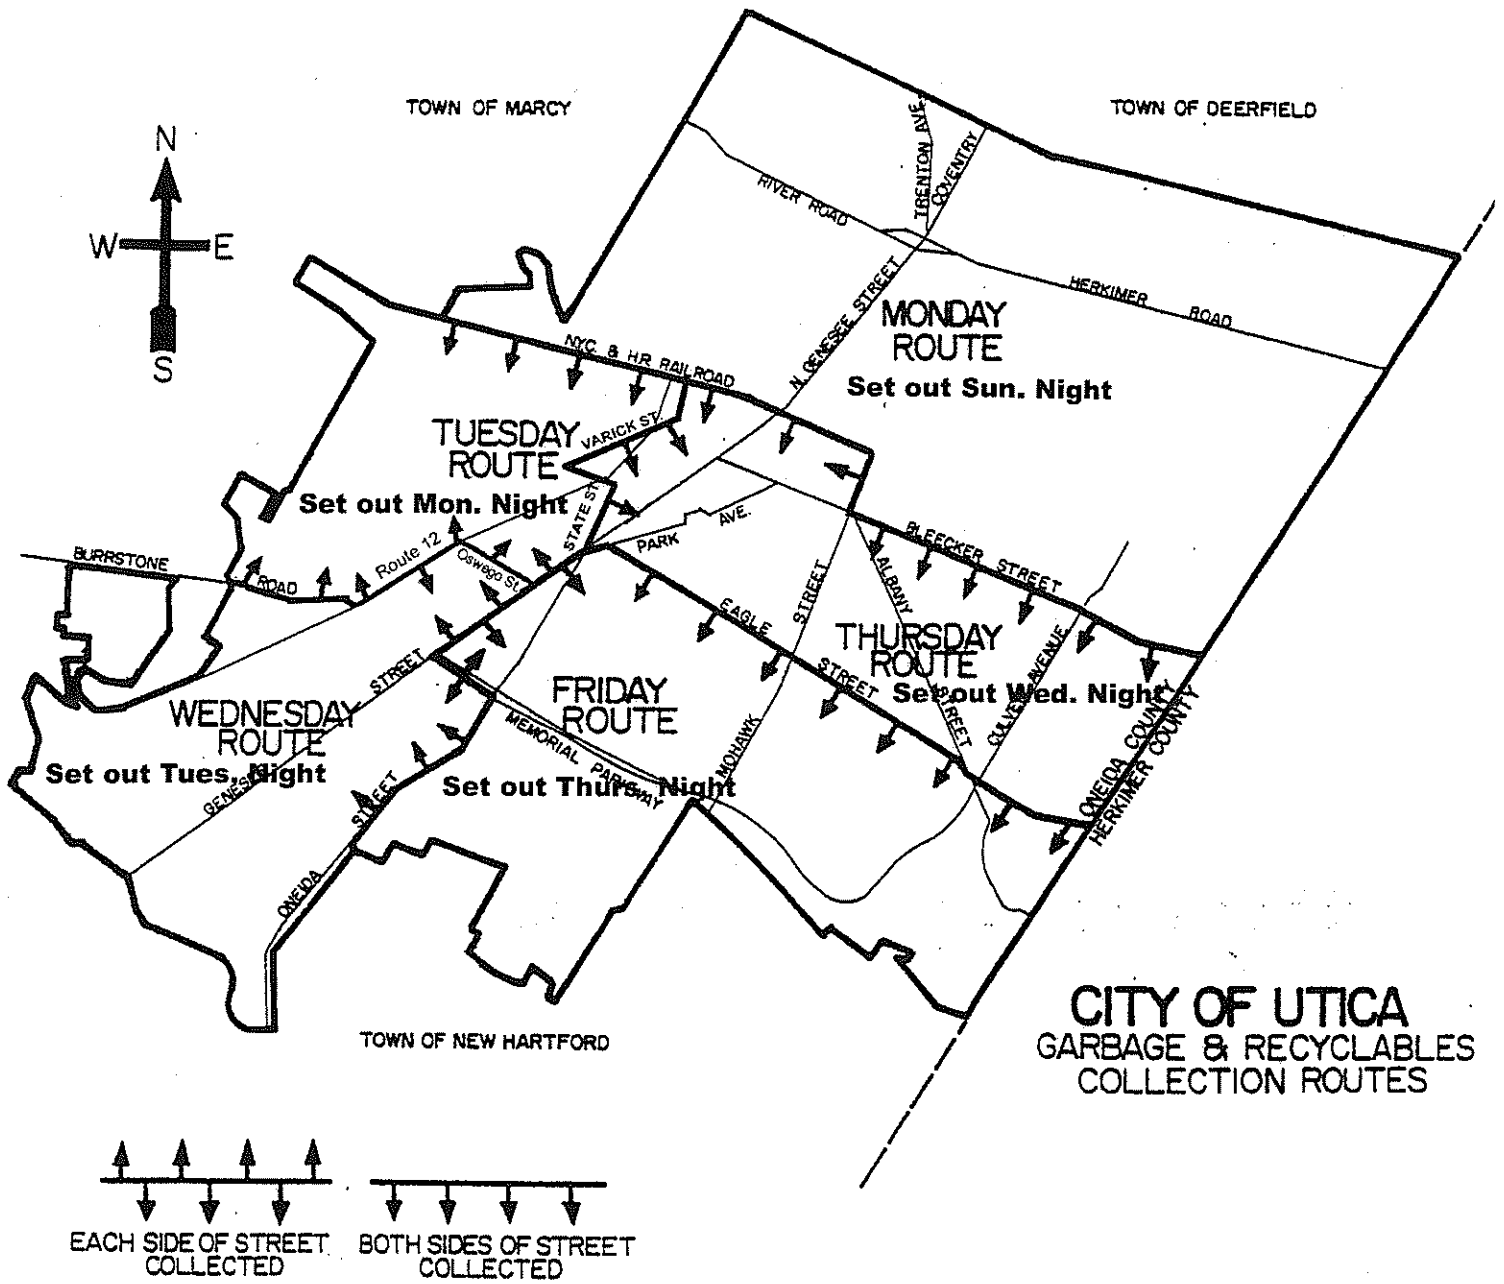 TOWN OF MARCY
TOWN OF DEERFIELD
N
W E
S
TRENTON AVE.
COVENTRY
RIVER ROAD
HERKIMER ROAD
N. GENESEE STREET
MONDAY
ROUTE
Set out Sun. Night
NYC. & H.R. RAILROAD
VARICK ST.
TUESDAY
ROUTE
Set out Mon. Night
STATE ST.
PARK AVE.
BLEECKER STREET
BURRSTONE ROAD
Route 12
Oswego St.
ALBANY STREET
EAGLE STREET
MOHAWK STREET
CULVER AVENUE
THURSDAY
ROUTE
Set out Wed. Night
ONEIDA COUNTY
HERKIMER COUNTY
WEDNESDAY
ROUTE
Set out Tues. Night
GENESEE STREET
FRIDAY
ROUTE
Set out Thurs. Night
MEMORIAL PARKWAY
ONEIDA STREET
TOWN OF NEW HARTFORD
CITY OF UTICA
GARBAGE & RECYCLABLES
COLLECTION ROUTES
EACH SIDE OF STREET
COLLECTED
BOTH SIDES OF STREET
COLLECTED